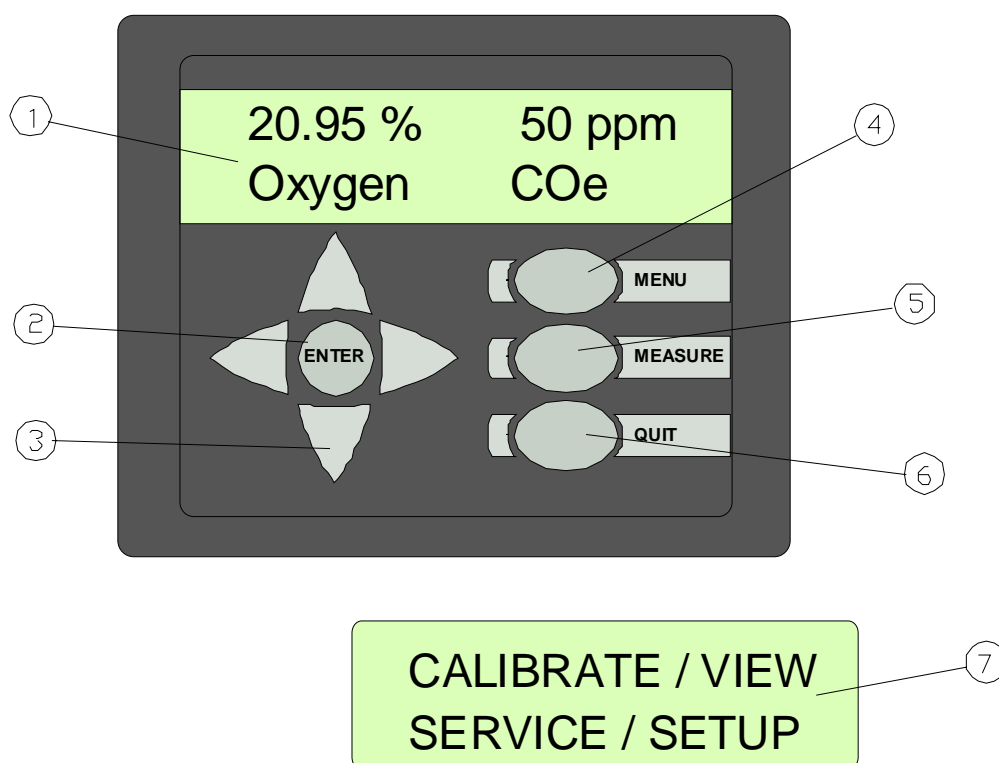 20.95 % 50 ppm
Oxygen COe
1
4
MENU
5
2
ENTER
MEASURE
3
QUIT
6
CALIBRATE / VIEW
7
SERVICE / SETUP